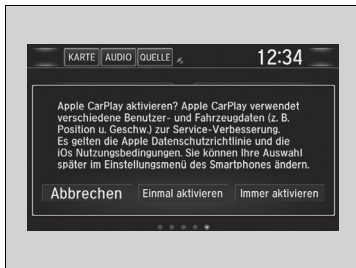 KARTE AUDIO QUELLE 12:34
Apple CarPlay aktivieren? Apple CarPlay verwendet
verschiedene Benutzer- und Fahrzeugdaten (z. B.
Position u. Geschw.) zur Service-Verbesserung.
Es gelten die Apple Datenschutzrichtlinie und die
iOs Nutzungsbedingungen. Sie können Ihre Auswahl
später im Einstellungsmenü des Smartphones ändern.
Abbrechen Einmal aktivieren Immer aktivieren